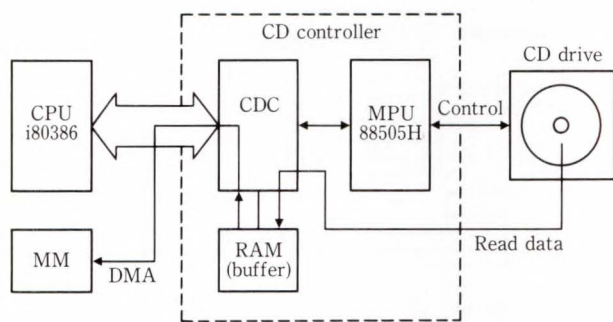 CD controller
CD drive
CPU
i80386
CDC
MPU
88505H
Control
MM
DMA
RAM
(buffer)
Read data